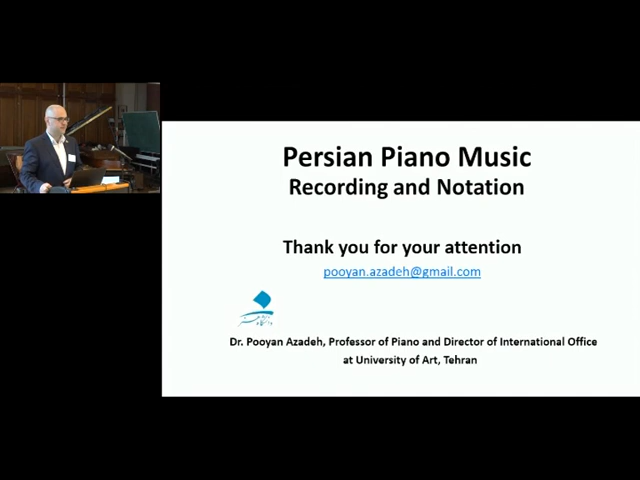 Persian Piano Music
Recording and Notation
Thank you for your attention
pooyan.azadeh@gmail.com
Dr. Pooyan Azadeh, Professor of Piano and Director of International Office
at University of Art, Tehran